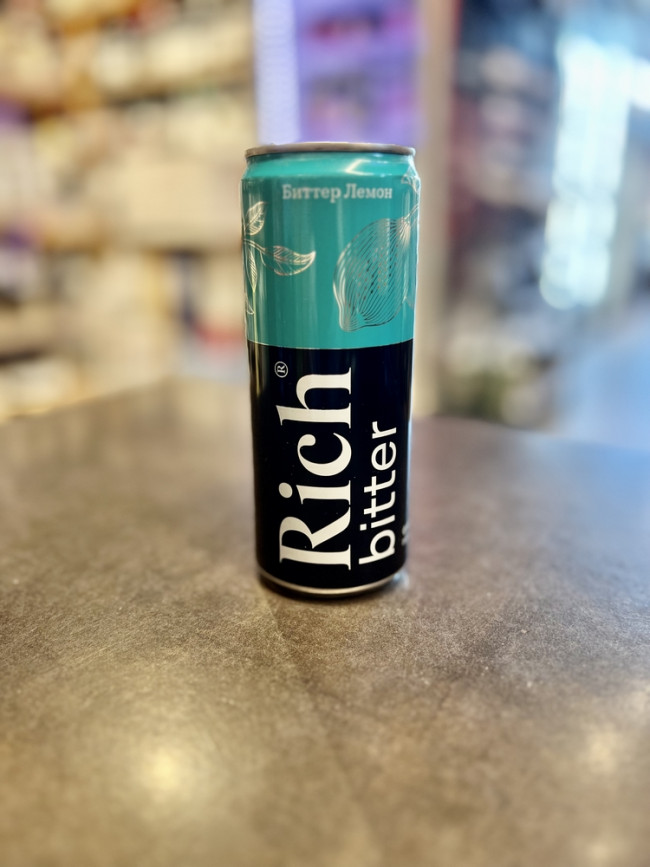 Биттер Лемон
Rich®
bitter